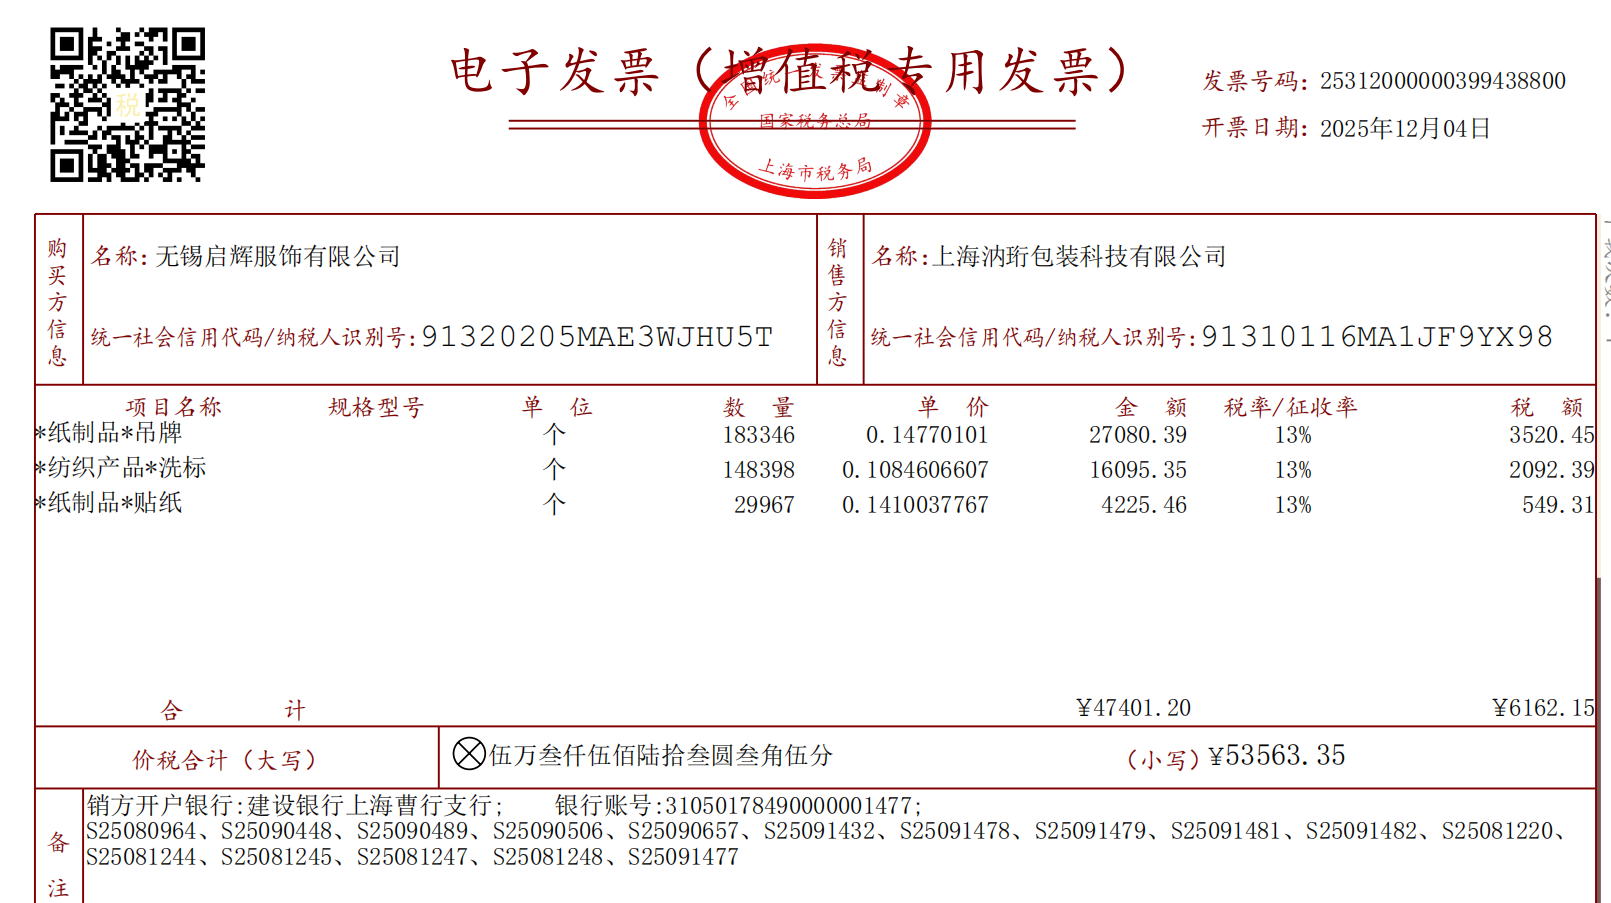 税
电子发票（增值税专用发票）
全国统一发票监制章
国家税务总局
上海市税务局
发票号码：25312000000399438800
开票日期：2025年12月04日
购买方信息
名称：无锡启辉服饰有限公司
统一社会信用代码/纳税人识别号：91320205MAE3WJHU5T
销售方信息
名称：上海汭珩包装科技有限公司
统一社会信用代码/纳税人识别号：91310116MA1JF9YX98
项目名称 规格型号 单 位 数 量 单 价 金 额 税率/征收率 税 额
*纸制品*吊牌 个 183346 0.14770101 27080.39 13% 3520.45
*纺织产品*洗标 个 148398 0.1084606607 16095.35 13% 2092.39
*纸制品*贴纸 个 29967 0.1410037767 4225.46 13% 549.31
合 计 ¥47401.20 ¥6162.15
价税合计（大写） ⊗伍万叁仟伍佰陆拾叁圆叁角伍分 （小写）¥53563.35
备注
销方开户银行:建设银行上海曹行支行; 银行账号:31050178490000001477;
S25080964、S25090448、S25090489、S25090506、S25090657、S25091432、S25091478、S25091479、S25091481、S25091482、S25081220、
S25081244、S25081245、S25081247、S25081248、S25091477